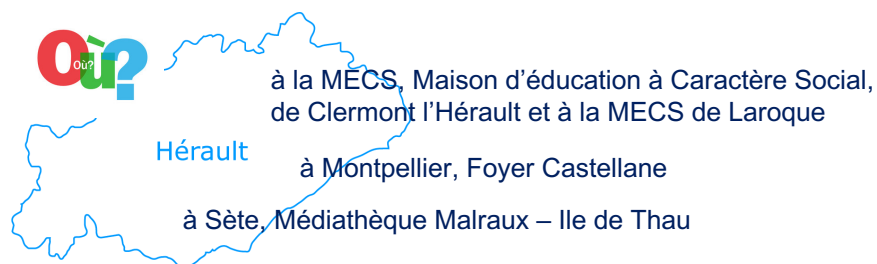 Où?
Où?
à la MECS, Maison d’éducation à Caractère Social,
de Clermont l’Hérault et à la MECS de Laroque
Hérault
à Montpellier, Foyer Castellane
à Sète, Médiathèque Malraux – Ile de Thau